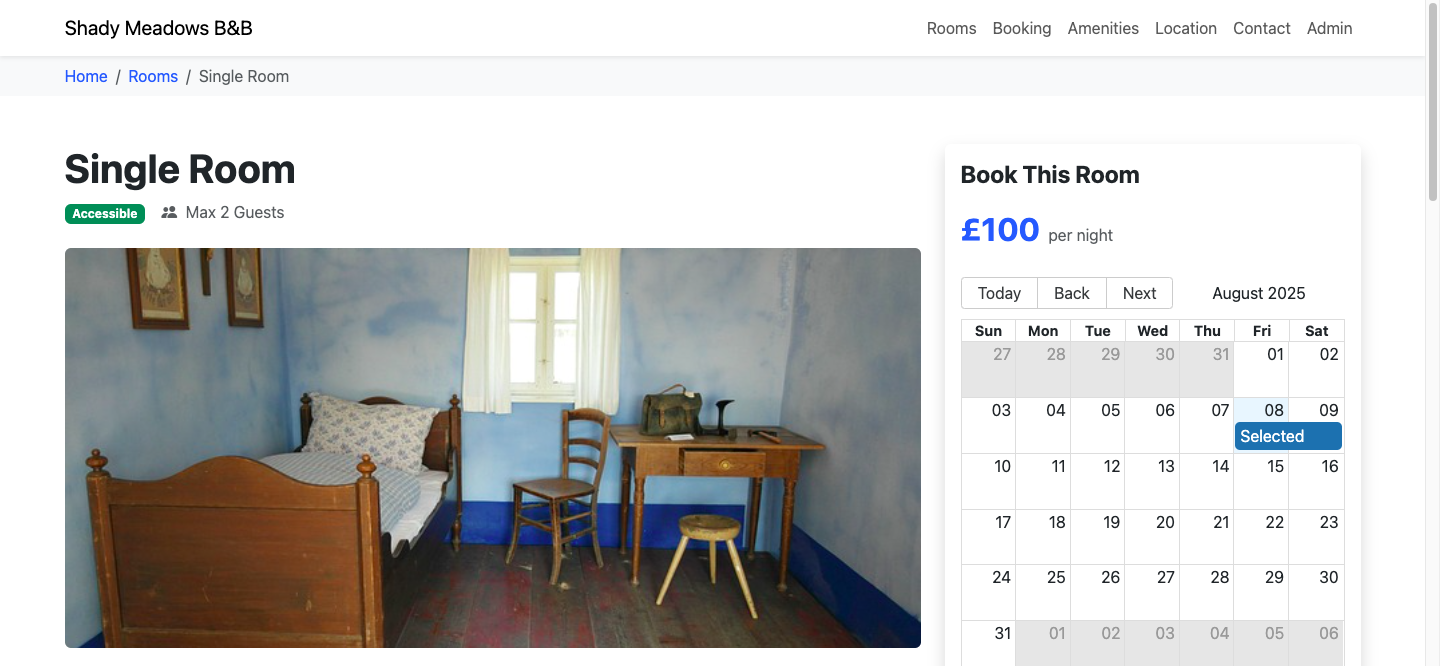 Shady Meadows B&B
Rooms Booking Amenities Location Contact Admin
Home / Rooms / Single Room
Single Room
Accessible Max 2 Guests
Book This Room
£100 per night
Today Back Next August 2025
Sun Mon Tue Wed Thu Fri Sat
27 28 29 30 31 01 02
03 04 05 06 07 08 09
Selected
10 11 12 13 14 15 16
17 18 19 20 21 22 23
24 25 26 27 28 29 30
31 01 02 03 04 05 06